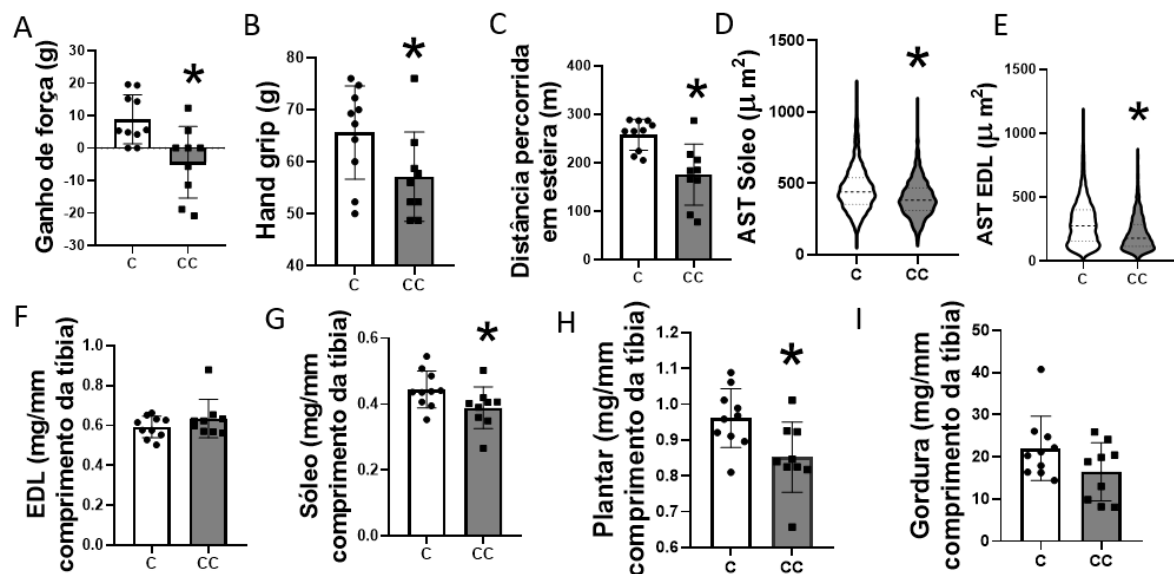 A
Ganho de força (g)
30
20
10
0
-10
-20
-30
*
C
CC
B
Hand grip (g)
80
70
60
50
40
*
C
CC
C
Distância percorrida
em esteira (m)
400
300
200
100
0
*
C
CC
D
AST Sóleo (μ m²)
1500
1000
500
0
*
C
CC
E
AST EDL (μ m²)
1500
1000
500
0
*
C
CC
F
EDL (mg/mm
comprimento da tíbia)
1.0
0.8
0.6
0.4
0.2
0.0
C
CC
G
Sóleo (mg/mm
comprimento da tíbia)
0.6
0.4
0.2
0.0
*
C
CC
H
Plantar (mg/mm
comprimento da tíbia)
1.2
1.1
1.0
0.9
0.8
0.7
0.6
*
C
CC
I
Gordura (mg/mm
comprimento da tíbia)
50
40
30
20
10
0
C
CC